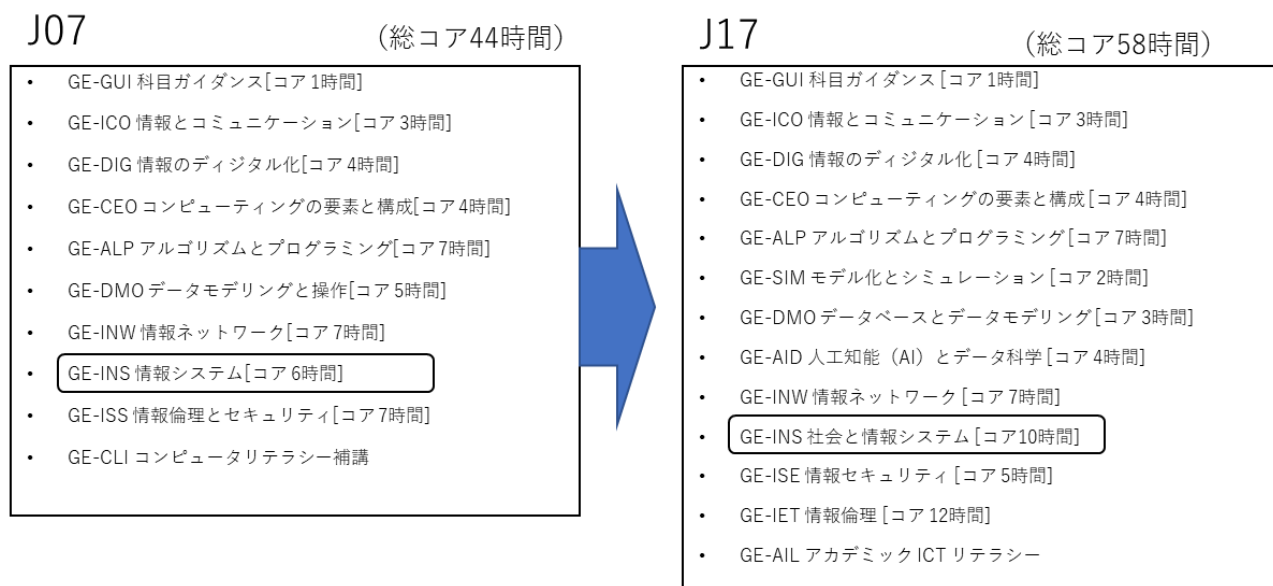 J07
(総コア44時間)
• GE-GUI 科目ガイダンス[コア 1時間]
• GE-ICO 情報とコミュニケーション[コア 3時間]
• GE-DIG 情報のディジタル化[コア 4時間]
• GE-CEO コンピューティングの要素と構成[コア 4時間]
• GE-ALP アルゴリズムとプログラミング[コア 7時間]
• GE-DMO データモデリングと操作[コア 5時間]
• GE-INW 情報ネットワーク[コア 7時間]
• GE-INS 情報システム[コア 6時間]
• GE-ISS 情報倫理とセキュリティ[コア 7時間]
• GE-CLI コンピュータリテラシー補講
J17
(総コア58時間)
• GE-GUI 科目ガイダンス [コア 1時間]
• GE-ICO 情報とコミュニケーション [コア 3時間]
• GE-DIG 情報のディジタル化 [コア 4時間]
• GE-CEO コンピューティングの要素と構成 [コア 4時間]
• GE-ALP アルゴリズムとプログラミング [コア 7時間]
• GE-SIM モデル化とシミュレーション [コア 2時間]
• GE-DMO データベースとデータモデリング [コア 3時間]
• GE-AID 人工知能（AI）とデータ科学 [コア 4時間]
• GE-INW 情報ネットワーク [コア 7時間]
• GE-INS 社会と情報システム [コア10時間]
• GE-ISE 情報セキュリティ [コア 5時間]
• GE-IET 情報倫理 [コア 12時間]
• GE-AIL アカデミック ICT リテラシー